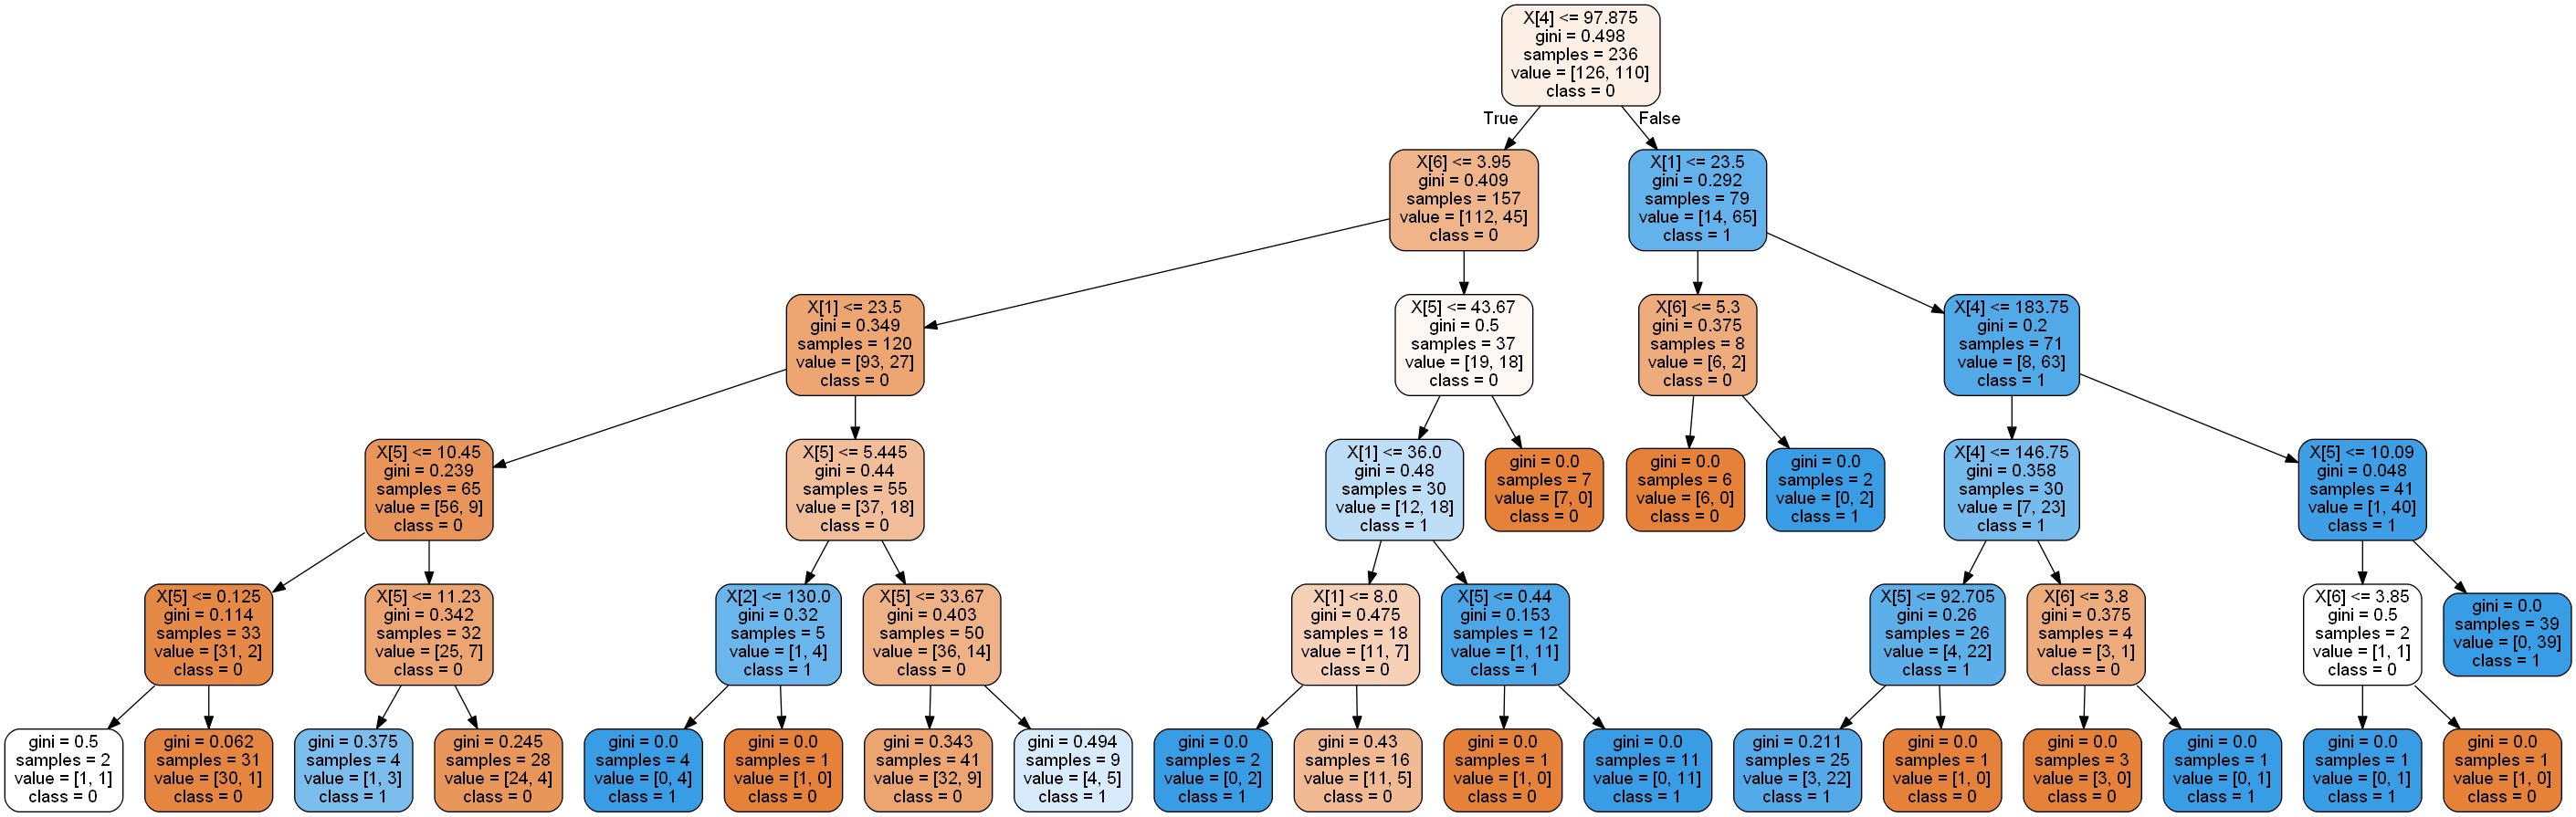 X[4] <= 97.875
gini = 0.498
samples = 236
value = [126, 110]
class = 0
True
False
X[6] <= 3.95
gini = 0.409
samples = 157
value = [112, 45]
class = 0
X[1] <= 23.5
gini = 0.292
samples = 79
value = [14, 65]
class = 1
X[1] <= 23.5
gini = 0.349
samples = 120
value = [93, 27]
class = 0
X[5] <= 43.67
gini = 0.5
samples = 37
value = [19, 18]
class = 0
X[6] <= 5.3
gini = 0.375
samples = 8
value = [6, 2]
class = 0
X[4] <= 183.75
gini = 0.2
samples = 71
value = [8, 63]
class = 1
X[5] <= 10.45
gini = 0.239
samples = 65
value = [56, 9]
class = 0
X[5] <= 5.445
gini = 0.44
samples = 55
value = [37, 18]
class = 0
X[1] <= 36.0
gini = 0.48
samples = 30
value = [12, 18]
class = 1
gini = 0.0
samples = 7
value = [7, 0]
class = 0
gini = 0.0
samples = 6
value = [6, 0]
class = 0
gini = 0.0
samples = 2
value = [0, 2]
class = 1
X[4] <= 146.75
gini = 0.358
samples = 30
value = [7, 23]
class = 1
X[5] <= 10.09
gini = 0.048
samples = 41
value = [1, 40]
class = 1
X[5] <= 0.125
gini = 0.114
samples = 33
value = [31, 2]
class = 0
X[5] <= 11.23
gini = 0.342
samples = 32
value = [25, 7]
class = 0
X[2] <= 130.0
gini = 0.32
samples = 5
value = [1, 4]
class = 1
X[5] <= 33.67
gini = 0.403
samples = 50
value = [36, 14]
class = 0
X[1] <= 8.0
gini = 0.475
samples = 18
value = [11, 7]
class = 0
X[5] <= 0.44
gini = 0.153
samples = 12
value = [1, 11]
class = 1
X[5] <= 92.705
gini = 0.26
samples = 26
value = [4, 22]
class = 1
X[6] <= 3.8
gini = 0.375
samples = 4
value = [3, 1]
class = 0
X[6] <= 3.85
gini = 0.5
samples = 2
value = [1, 1]
class = 0
gini = 0.0
samples = 39
value = [0, 39]
class = 1
gini = 0.5
samples = 2
value = [1, 1]
class = 0
gini = 0.062
samples = 31
value = [30, 1]
class = 0
gini = 0.375
samples = 4
value = [1, 3]
class = 1
gini = 0.245
samples = 28
value = [24, 4]
class = 0
gini = 0.0
samples = 4
value = [0, 4]
class = 1
gini = 0.0
samples = 1
value = [1, 0]
class = 0
gini = 0.343
samples = 41
value = [32, 9]
class = 0
gini = 0.494
samples = 9
value = [4, 5]
class = 1
gini = 0.0
samples = 2
value = [0, 2]
class = 1
gini = 0.43
samples = 16
value = [11, 5]
class = 0
gini = 0.0
samples = 1
value = [1, 0]
class = 0
gini = 0.0
samples = 11
value = [0, 11]
class = 1
gini = 0.211
samples = 25
value = [3, 22]
class = 1
gini = 0.0
samples = 1
value = [1, 0]
class = 0
gini = 0.0
samples = 3
value = [3, 0]
class = 0
gini = 0.0
samples = 1
value = [0, 1]
class = 1
gini = 0.0
samples = 1
value = [0, 1]
class = 1
gini = 0.0
samples = 1
value = [1, 0]
class = 0